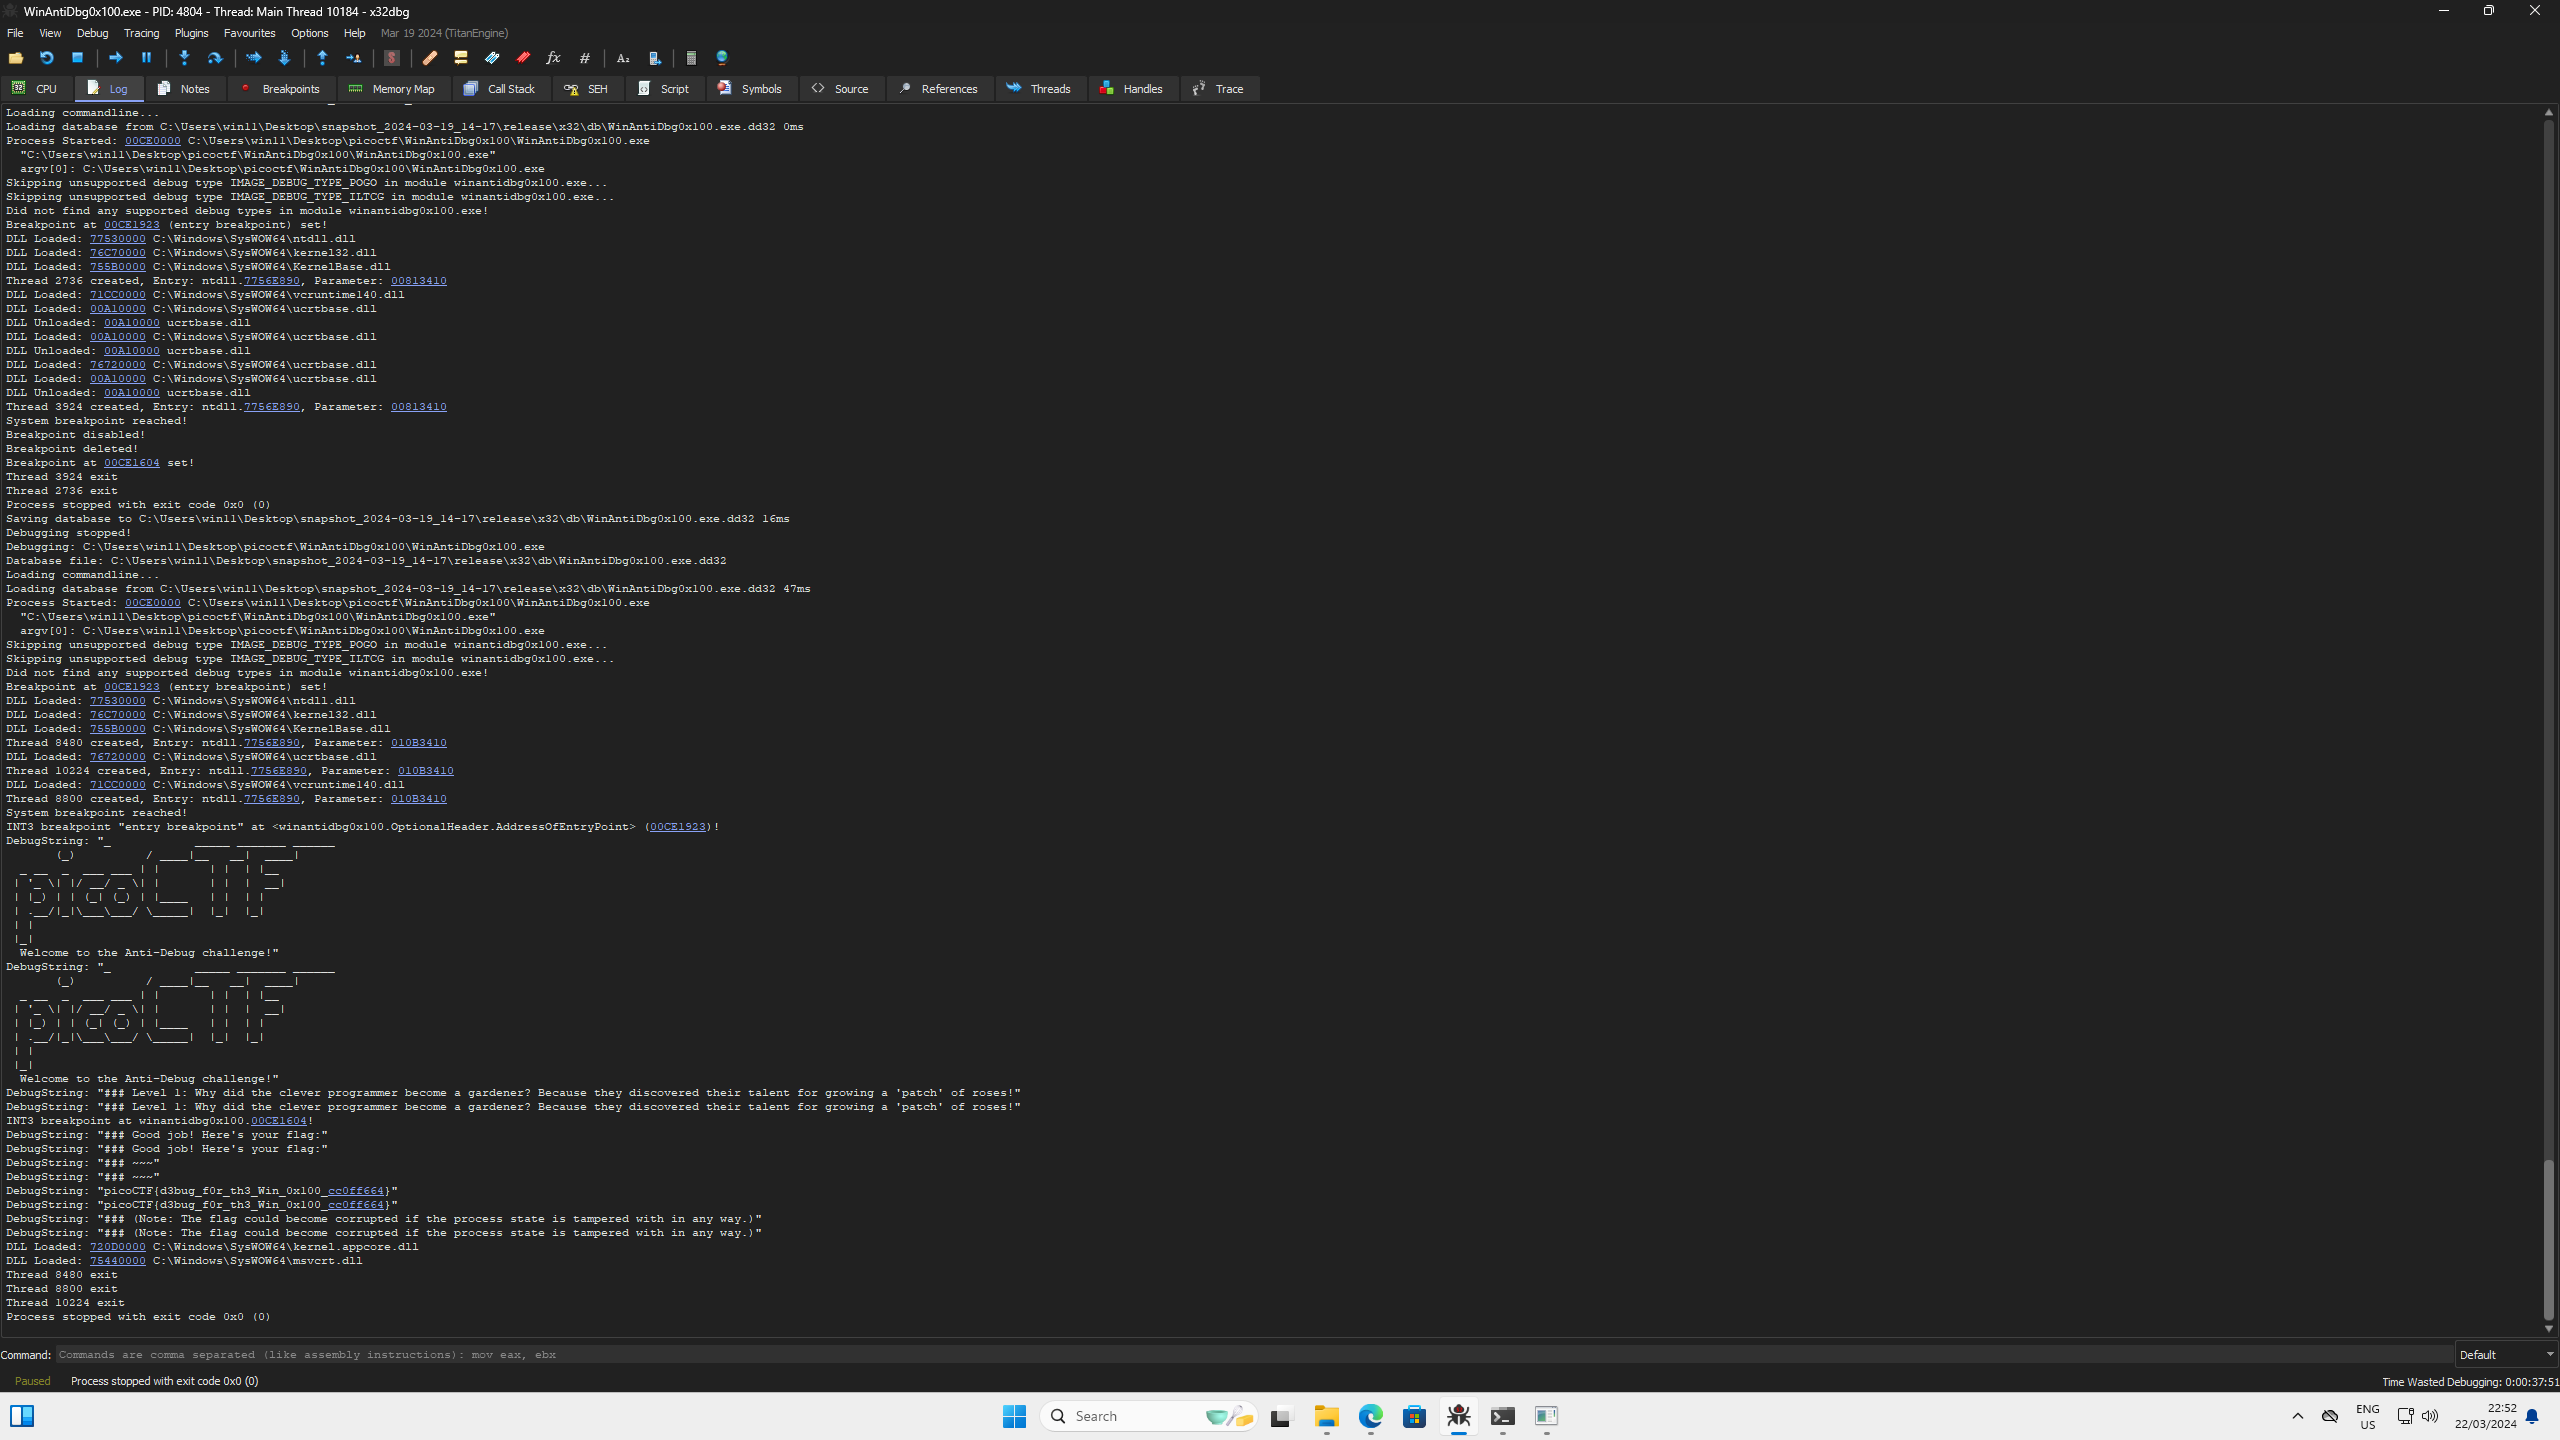 WinAntiDbg0x100.exe - PID: 4804 - Thread: Main Thread 10184 - x32dbg
File View Debug Tracing Plugins Favourites Options Help Mar 19 2024 (TitanEngine)
CPU Log Notes Breakpoints Memory Map Call Stack SEH Script Symbols Source References Threads Handles Trace
Loading commandline...
Loading database from C:\Users\win11\Desktop\snapshot_2024-03-19_14-17\release\x32\db\WinAntiDbg0x100.exe.dd32 0ms
Process Started: 00CE0000 C:\Users\win11\Desktop\picoctf\WinAntiDbg0x100\WinAntiDbg0x100.exe
"C:\Users\win11\Desktop\picoctf\WinAntiDbg0x100\WinAntiDbg0x100.exe"
argv[0]: C:\Users\win11\Desktop\picoctf\WinAntiDbg0x100\WinAntiDbg0x100.exe
Skipping unsupported debug type IMAGE_DEBUG_TYPE_POGO in module winantidbg0x100.exe...
Skipping unsupported debug type IMAGE_DEBUG_TYPE_ILTCG in module winantidbg0x100.exe...
Did not find any supported debug types in module winantidbg0x100.exe!
Breakpoint at 00CE1923 (entry breakpoint) set!
DLL Loaded: 77530000 C:\Windows\SysWOW64\ntdll.dll
DLL Loaded: 76C70000 C:\Windows\SysWOW64\kernel32.dll
DLL Loaded: 755B0000 C:\Windows\SysWOW64\KernelBase.dll
Thread 2736 created, Entry: ntdll.7756E890, Parameter: 00813410
DLL Loaded: 71CC0000 C:\Windows\SysWOW64\vcruntime140.dll
DLL Loaded: 00A10000 C:\Windows\SysWOW64\ucrtbase.dll
DLL Unloaded: 00A10000 ucrtbase.dll
DLL Loaded: 00A10000 C:\Windows\SysWOW64\ucrtbase.dll
DLL Unloaded: 00A10000 ucrtbase.dll
DLL Loaded: 76720000 C:\Windows\SysWOW64\ucrtbase.dll
DLL Loaded: 00A10000 C:\Windows\SysWOW64\ucrtbase.dll
DLL Unloaded: 00A10000 ucrtbase.dll
Thread 3924 created, Entry: ntdll.7756E890, Parameter: 00813410
System breakpoint reached!
Breakpoint disabled!
Breakpoint deleted!
Breakpoint at 00CE1604 set!
Thread 3924 exit
Thread 2736 exit
Process stopped with exit code 0x0 (0)
Saving database to C:\Users\win11\Desktop\snapshot_2024-03-19_14-17\release\x32\db\WinAntiDbg0x100.exe.dd32 16ms
Debugging stopped!
Debugging: C:\Users\win11\Desktop\picoctf\WinAntiDbg0x100\WinAntiDbg0x100.exe
Database file: C:\Users\win11\Desktop\snapshot_2024-03-19_14-17\release\x32\db\WinAntiDbg0x100.exe.dd32
Loading commandline...
Loading database from C:\Users\win11\Desktop\snapshot_2024-03-19_14-17\release\x32\db\WinAntiDbg0x100.exe.dd32 47ms
Process Started: 00CE0000 C:\Users\win11\Desktop\picoctf\WinAntiDbg0x100\WinAntiDbg0x100.exe
"C:\Users\win11\Desktop\picoctf\WinAntiDbg0x100\WinAntiDbg0x100.exe"
argv[0]: C:\Users\win11\Desktop\picoctf\WinAntiDbg0x100\WinAntiDbg0x100.exe
Skipping unsupported debug type IMAGE_DEBUG_TYPE_POGO in module winantidbg0x100.exe...
Skipping unsupported debug type IMAGE_DEBUG_TYPE_ILTCG in module winantidbg0x100.exe...
Did not find any supported debug types in module winantidbg0x100.exe!
Breakpoint at 00CE1923 (entry breakpoint) set!
DLL Loaded: 77530000 C:\Windows\SysWOW64\ntdll.dll
DLL Loaded: 76C70000 C:\Windows\SysWOW64\kernel32.dll
DLL Loaded: 755B0000 C:\Windows\SysWOW64\KernelBase.dll
Thread 8480 created, Entry: ntdll.7756E890, Parameter: 010B3410
DLL Loaded: 76720000 C:\Windows\SysWOW64\ucrtbase.dll
Thread 10224 created, Entry: ntdll.7756E890, Parameter: 010B3410
DLL Loaded: 71CC0000 C:\Windows\SysWOW64\vcruntime140.dll
Thread 8800 created, Entry: ntdll.7756E890, Parameter: 010B3410
System breakpoint reached!
INT3 breakpoint "entry breakpoint" at <winantidbg0x100.OptionalHeader.AddressOfEntryPoint> (00CE1923)!
DebugString: "
picoCTF
Welcome to the Anti-Debug challenge!"
DebugString: "
picoCTF
Welcome to the Anti-Debug challenge!"
DebugString: "### Level 1: Why did the clever programmer become a gardener? Because they discovered their talent for growing a 'patch' of roses!"
DebugString: "### Level 1: Why did the clever programmer become a gardener? Because they discovered their talent for growing a 'patch' of roses!"
INT3 breakpoint at winantidbg0x100.00CE1604!
DebugString: "### Good job! Here's your flag:"
DebugString: "### Good job! Here's your flag:"
DebugString: "### ~~~"
DebugString: "### ~~~"
DebugString: "picoCTF{d3bug_f0r_th3_Win_0x100_cc0ff664}"
DebugString: "picoCTF{d3bug_f0r_th3_Win_0x100_cc0ff664}"
DebugString: "### (Note: The flag could become corrupted if the process state is tampered with in any way.)"
DebugString: "### (Note: The flag could become corrupted if the process state is tampered with in any way.)"
DLL Loaded: 720D0000 C:\Windows\SysWOW64\kernel.appcore.dll
DLL Loaded: 75440000 C:\Windows\SysWOW64\msvcrt.dll
Thread 8480 exit
Thread 8800 exit
Thread 10224 exit
Process stopped with exit code 0x0 (0)
Command: Commands are comma separated (like assembly instructions): mov eax, ebx Default
Paused Process stopped with exit code 0x0 (0) Time Wasted Debugging: 0:00:37:51
Search
ENG
US
22:52
22/03/2024